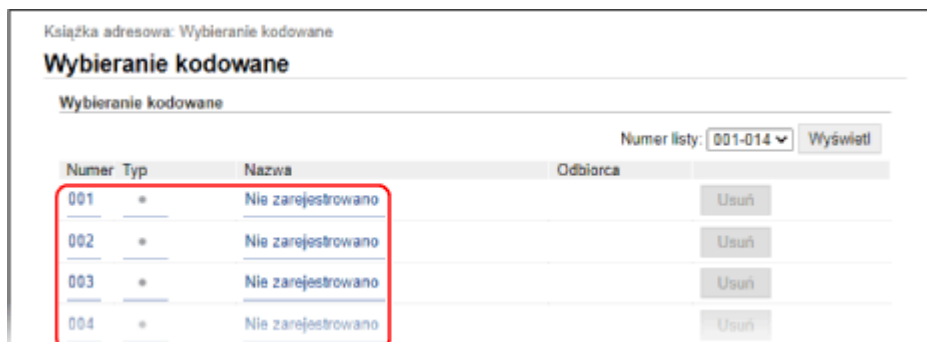 Książka adresowa: Wybieranie kodowane
Wybieranie kodowane
Wybieranie kodowane
Numer listy: 001-014 Wyświetl
Numer Typ Nazwa Odbiorca
001 Nie zarejestrowano Usuń
002 Nie zarejestrowano Usuń
003 Nie zarejestrowano Usuń
004 Nie zarejestrowano Usuń